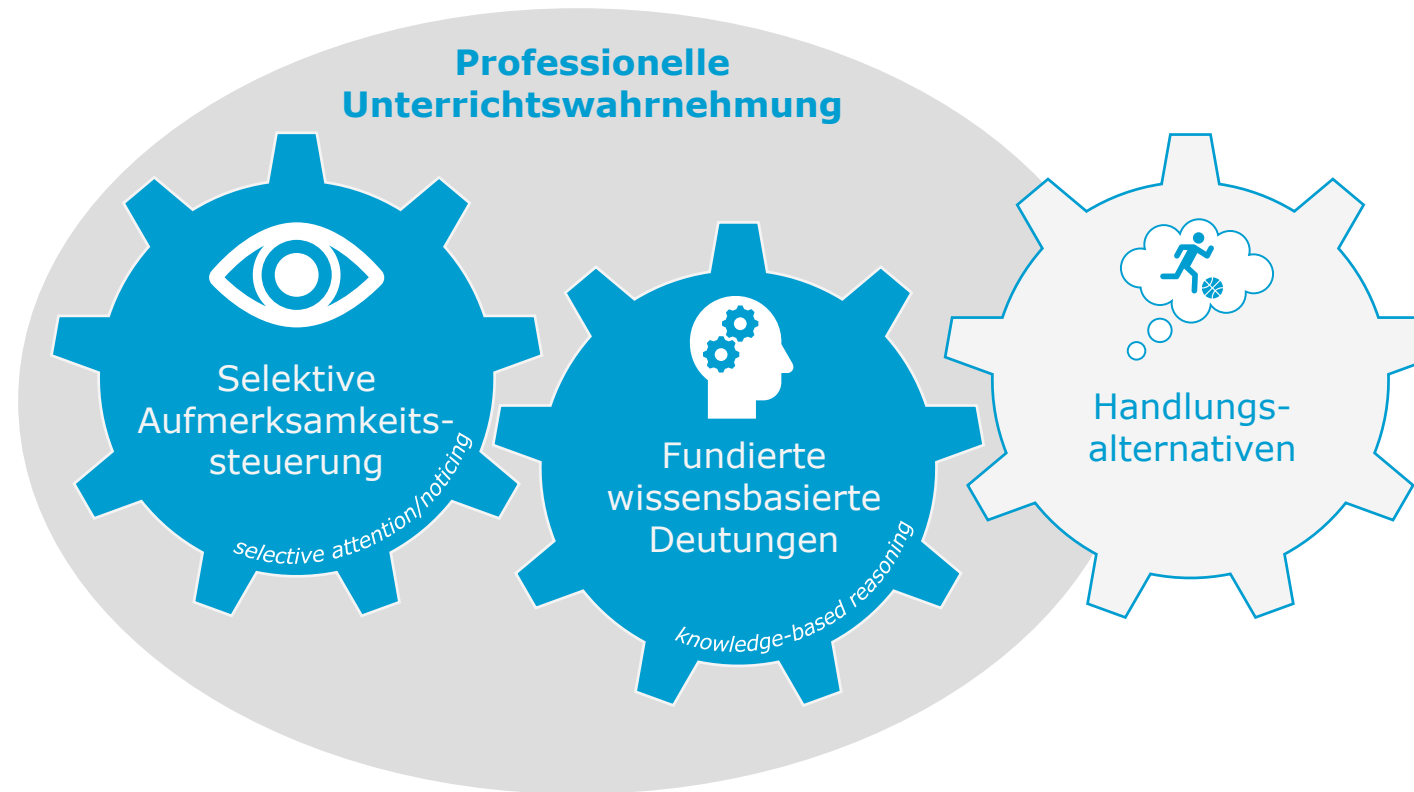 Professionelle
Unterrichtswahrnehmung
Selektive
Aufmerksamkeits-
steuerung
selective attention/noticing
Fundierte
wissensbasierte
Deutungen
knowledge-based reasoning
Handlungs-
alternativen